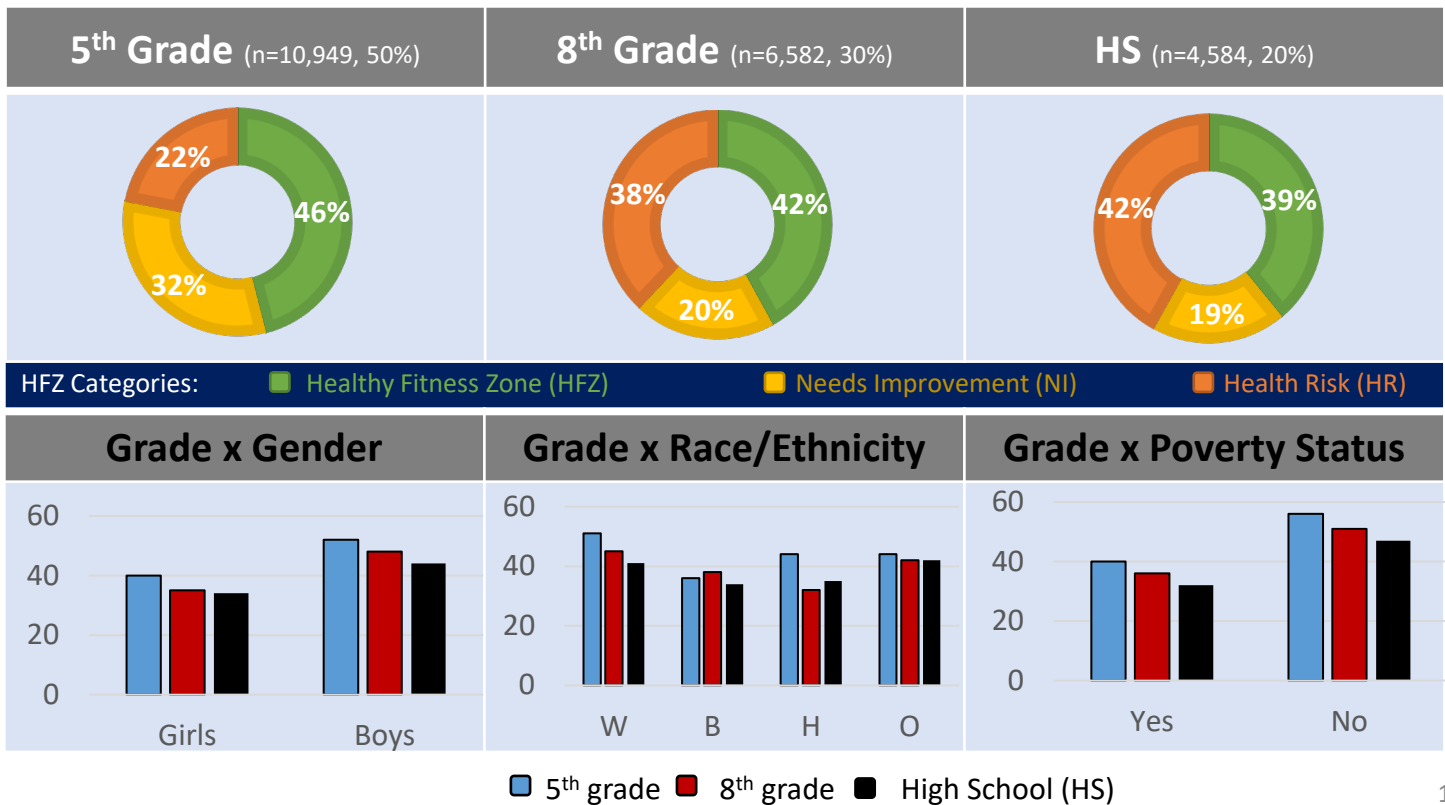 5th Grade (n=10,949, 50%)
8th Grade (n=6,582, 30%)
HS (n=4,584, 20%)
22%
46%
32%
38%
42%
20%
42%
39%
19%
HFZ Categories: Healthy Fitness Zone (HFZ) Needs Improvement (NI) Health Risk (HR)
Grade x Gender
Grade x Race/Ethnicity
Grade x Poverty Status
60
40
20
0
Girls Boys
60
40
20
0
W B H O
60
40
20
0
Yes No
5th grade 8th grade High School (HS)
1